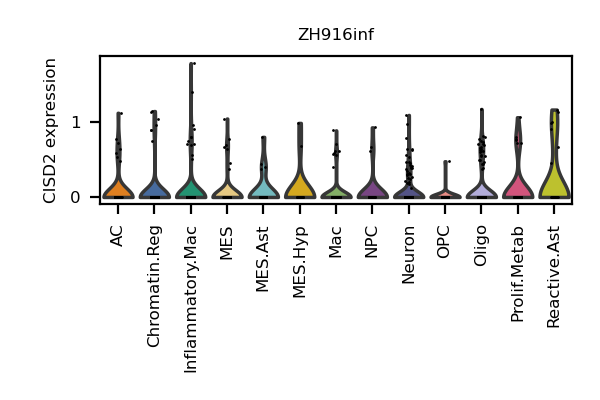 ZH916inf
CISD2 expression
1
0
AC
Chromatin.Reg
Inflammatory.Mac
MES
MES.Ast
MES.Hyp
Mac
NPC
Neuron
OPC
Oligo
Prolif.Metab
Reactive.Ast